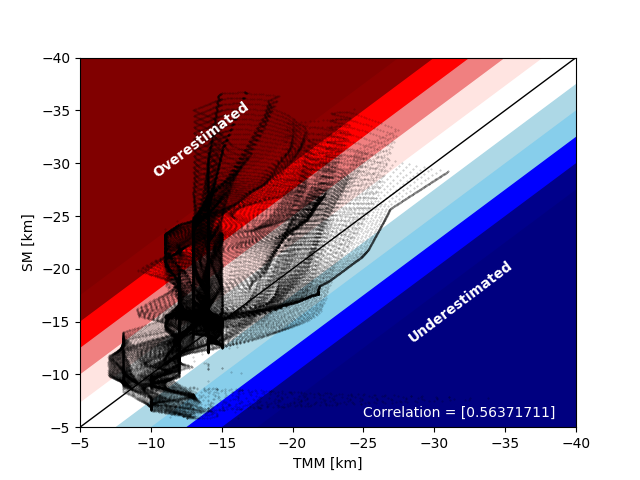 −40
−35
Overestimated
−30
−25
SM [km]
−20
Underestimated
−15
−10
Correlation = [0.56371711]
−5
−5 −10 −15 −20 −25 −30 −35 −40
TMM [km]